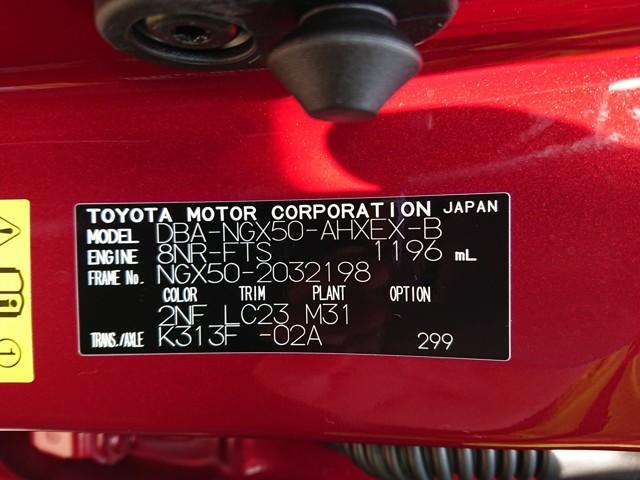 TOYOTA MOTOR CORPORATION JAPAN
MODEL DBA-NGX50-AHXEX-B
ENGINE 8NR-FTS 1196 mL
FRAME No. NGX50-2032198
COLOR TRIM PLANT OPTION
2NF LC23 M31
TRANS./AXLE K313F -02A 299
1